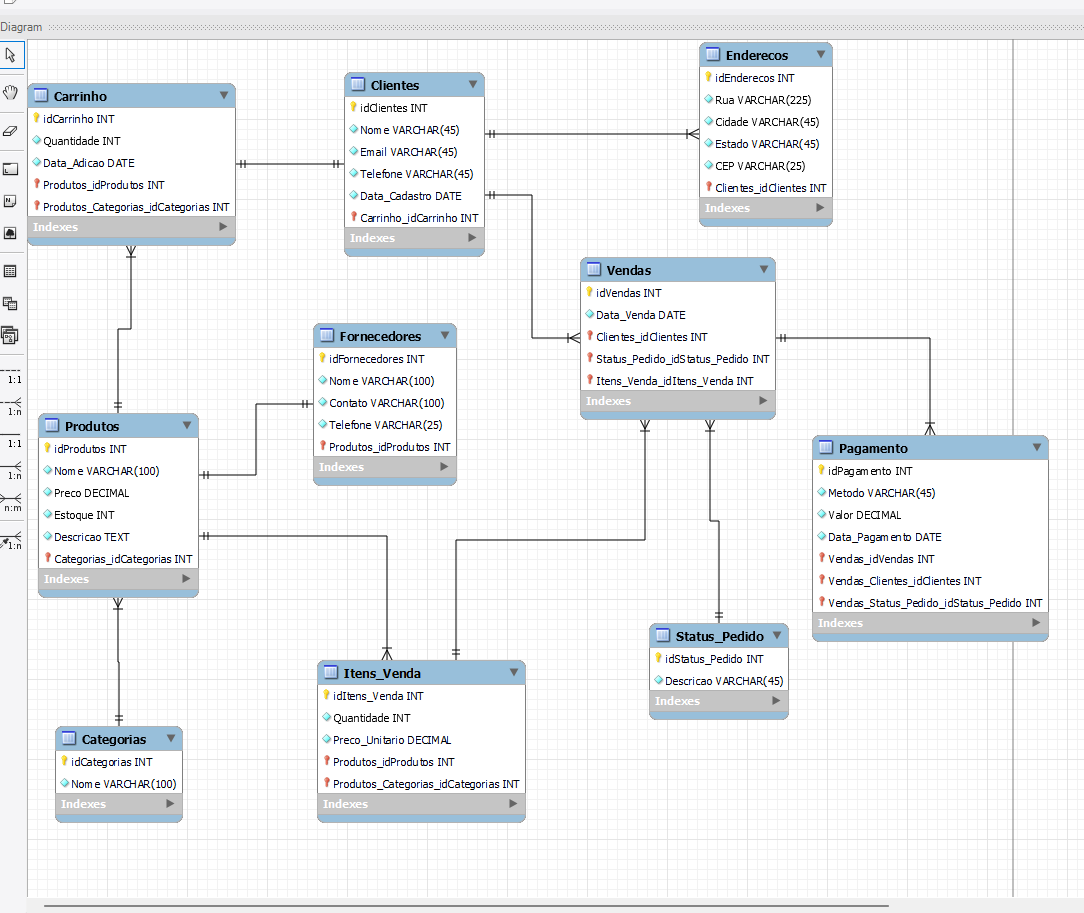 Diagram
Carrinho
idCarrinho INT
Quantidade INT
Data_Adicao DATE
Produtos_idProdutos INT
Produtos_Categorias_idCategorias INT
Indexes
Clientes
idClientes INT
Nome VARCHAR(45)
Email VARCHAR(45)
Telefone VARCHAR(45)
Data_Cadastro DATE
Carrinho_idCarrinho INT
Indexes
Enderecos
idEnderecos INT
Rua VARCHAR(225)
Cidade VARCHAR(45)
Estado VARCHAR(45)
CEP VARCHAR(25)
Clientes_idClientes INT
Indexes
Vendas
idVendas INT
Data_Venda DATE
Clientes_idClientes INT
Status_Pedido_idStatus_Pedido INT
Itens_Venda_idItens_Venda INT
Indexes
Fornecedores
idFornecedores INT
Nome VARCHAR(100)
Contato VARCHAR(100)
Telefone VARCHAR(25)
Produtos_idProdutos INT
Indexes
Produtos
idProdutos INT
Nome VARCHAR(100)
Preco DECIMAL
Estoque INT
Descricao TEXT
Categorias_idCategorias INT
Indexes
Pagamento
idPagamento INT
Metodo VARCHAR(45)
Valor DECIMAL
Data_Pagamento DATE
Vendas_idVendas INT
Vendas_Clientes_idClientes INT
Vendas_Status_Pedido_idStatus_Pedido INT
Indexes
Status_Pedido
idStatus_Pedido INT
Descricao VARCHAR(45)
Indexes
Itens_Venda
idItens_Venda INT
Quantidade INT
Preco_Unitario DECIMAL
Produtos_idProdutos INT
Produtos_Categorias_idCategorias INT
Indexes
Categorias
idCategorias INT
Nome VARCHAR(100)
Indexes
1:1
1:n
1:1
1:n
n:m
1:n